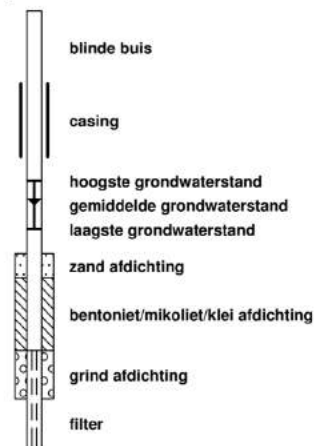 blinde buis
casing
hoogste grondwaterstand
gemiddelde grondwaterstand
laagste grondwaterstand
zand afdichting
bentoniet/mikoliet/klei afdichting
grind afdichting
filter